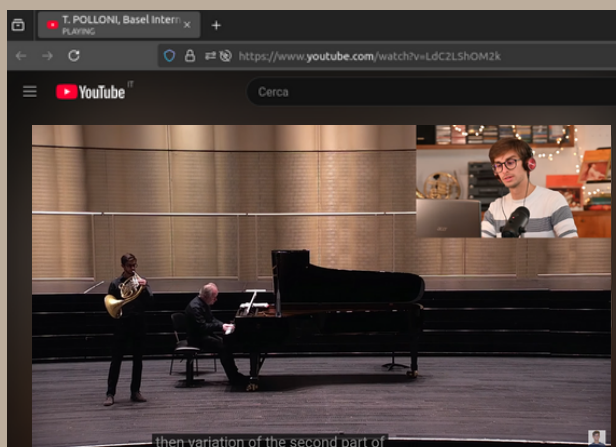 T. POLLONI, Basel Intern
PLAYING
https://www.youtube.com/watch?v=LdC2LShOM2k
YouTube IT
Cerca
then variation of the second part of